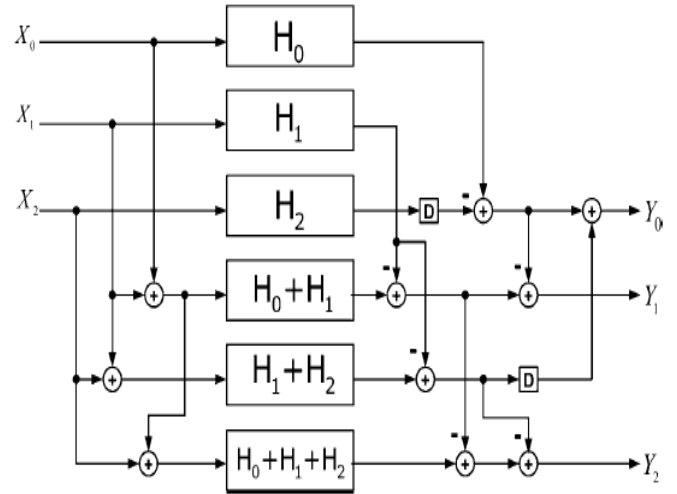 X₀ H₀
X₁ H₁
X₂ H₂ D - + + Y₀
+ H₀+H₁ - + - + Y₁
+ H₁+H₂ - + D
+ H₀+H₁+H₂ - + - + Y₂